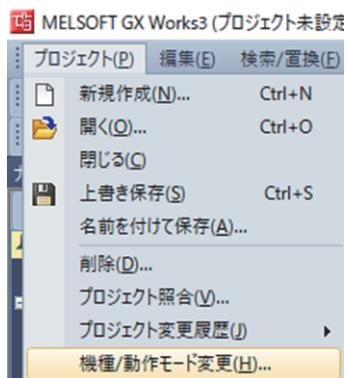 MELSOFT GX Works3 (プロジェクト未設定
プロジェクト(P) 編集(E) 検索/置換(F)
新規作成(N)... Ctrl+N
開く(O)... Ctrl+O
閉じる(C)
上書き保存(S) Ctrl+S
名前を付けて保存(A)...
削除(D)...
プロジェクト照合(V)...
プロジェクト変更履歴(J)
機種/動作モード変更(H)...